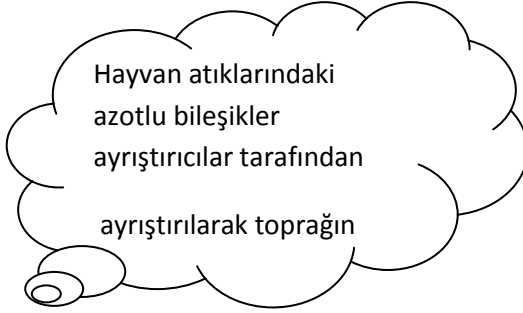 Hayvan atıklarındaki
azotlu bileşikler
ayrıştırıcılar tarafından
ayrıştırılarak toprağın